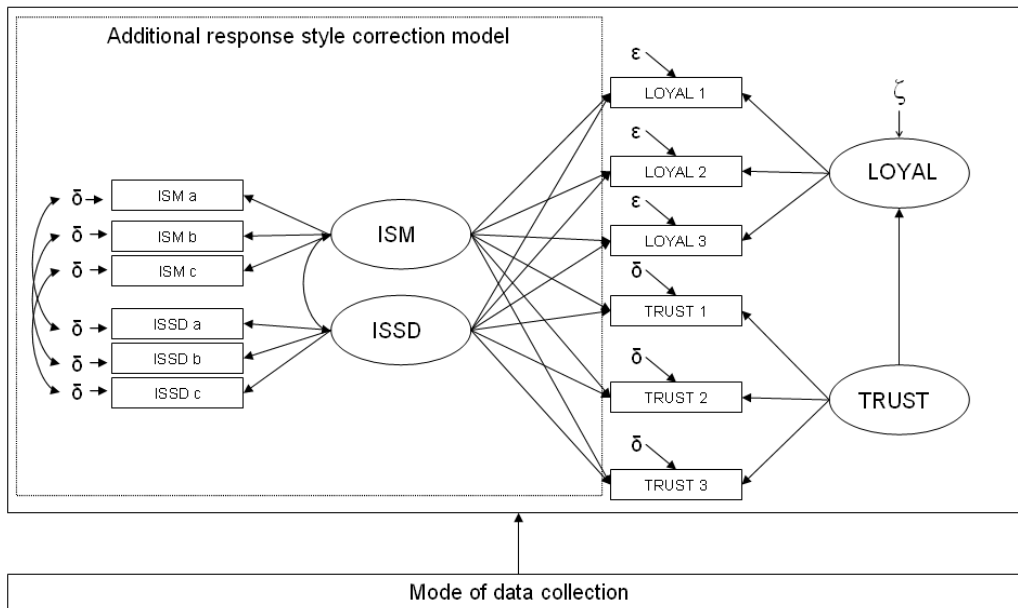 Additional response style correction model
ε
LOYAL 1
ζ
ε
LOYAL 2
LOYAL
δ
ISM a
ε
LOYAL 3
ISM
δ
ISM b
δ
ISM c
δ
TRUST 1
δ
ISSD a
ISSD
δ
ISSD b
δ
ISSD c
δ
TRUST 2
TRUST
δ
TRUST 3
Mode of data collection